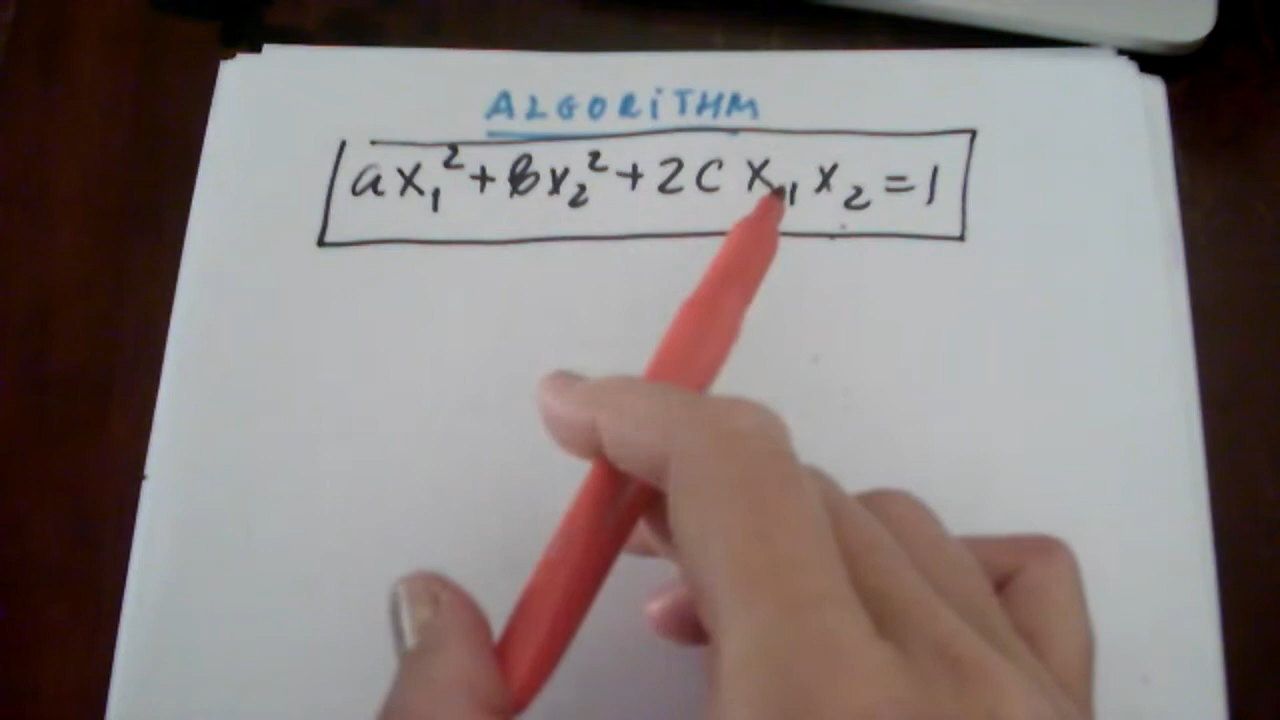 ALGORiTHM
ax₁² + bx₂² + 2c x₁ x₂ = 1